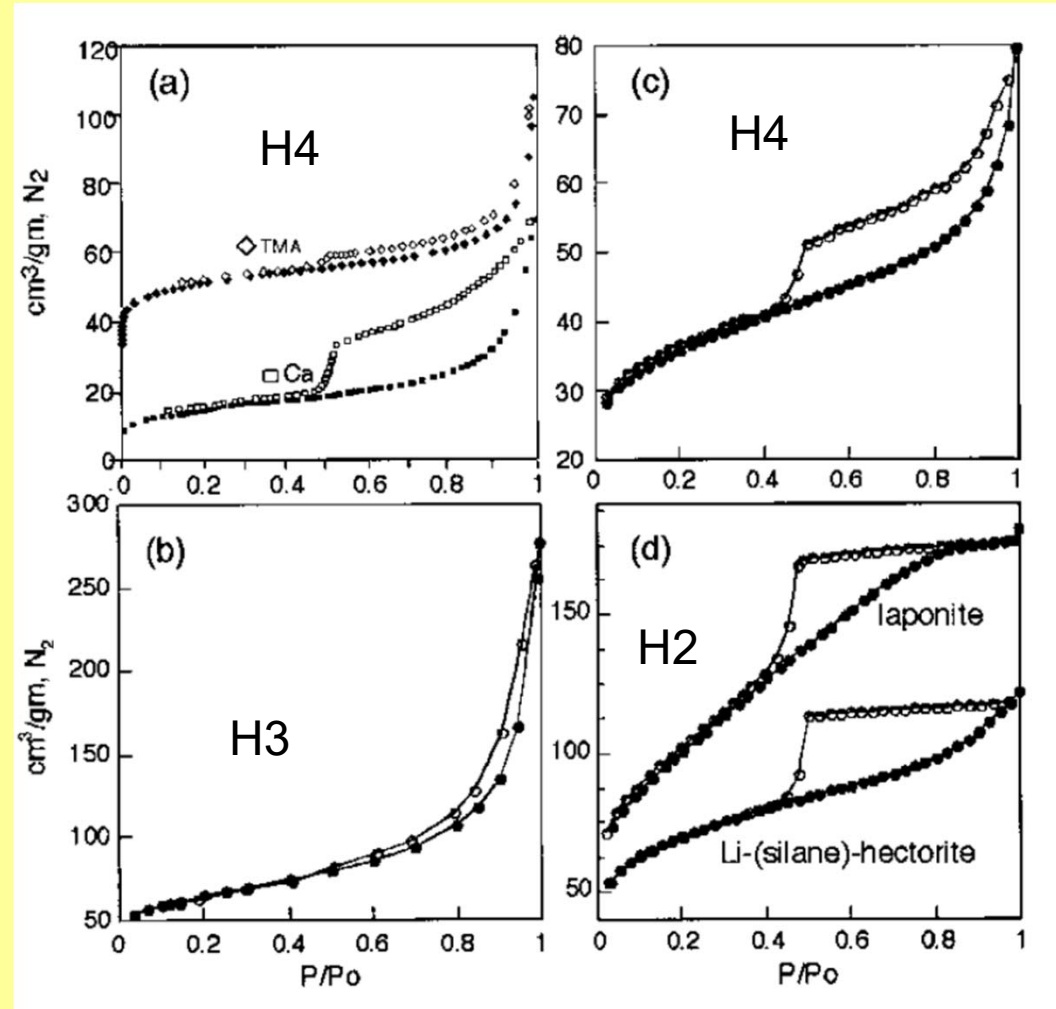 (a)
H4
◇ TMA
□ Ca
cm³/gm, N₂
120
100
80
60
40
20
0
0 0.2 0.4 0.6 0.8 1
(c)
H4
80
70
60
50
40
30
20
0 0.2 0.4 0.6 0.8 1
(b)
H3
cm³/gm, N₂
300
250
200
150
100
50
0 0.2 0.4 0.6 0.8 1
P/Po
(d)
H2
laponite
Li-(silane)-hectorite
150
100
50
0 0.2 0.4 0.6 0.8 1
P/Po